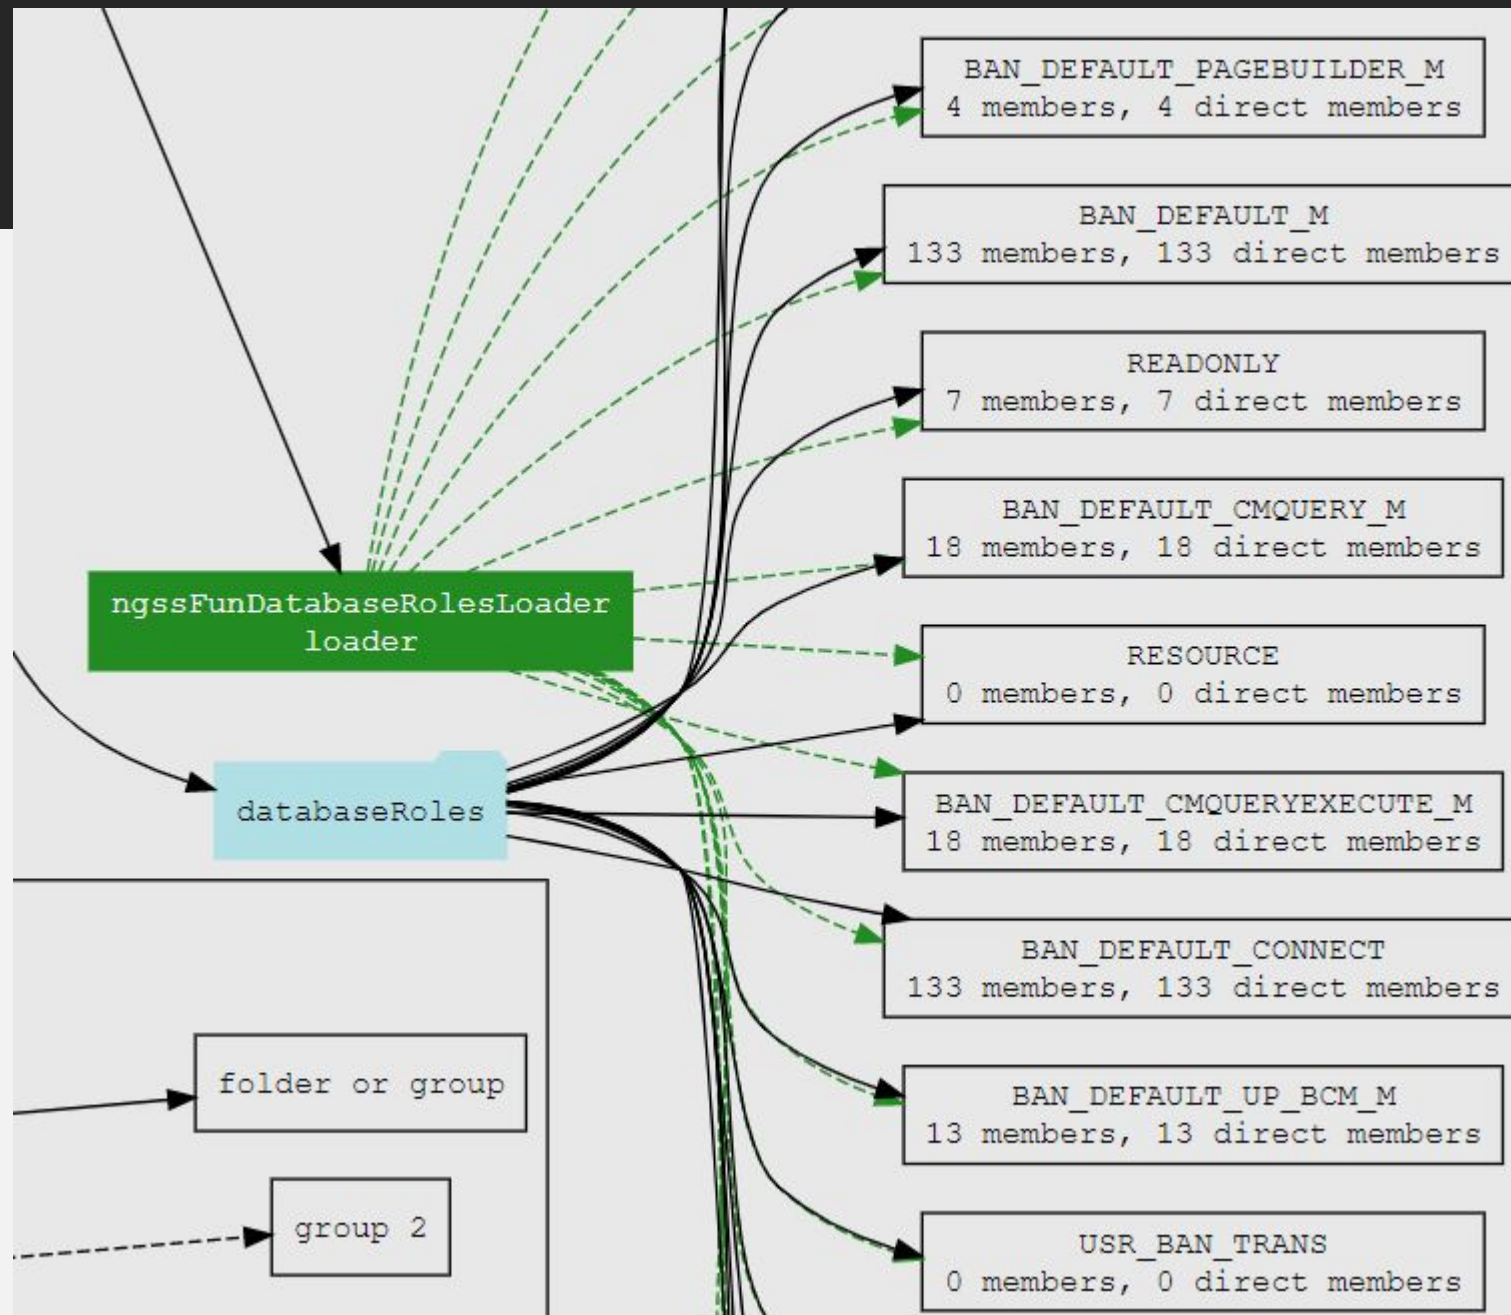 BAN_DEFAULT_PAGEBUILDER_M
4 members, 4 direct members
BAN_DEFAULT_M
133 members, 133 direct members
READONLY
7 members, 7 direct members
BAN_DEFAULT_CMQUERY_M
18 members, 18 direct members
ngssFunDatabaseRolesLoader
loader
RESOURCE
0 members, 0 direct members
databaseRoles
BAN_DEFAULT_CMQUERYEXECUTE_M
18 members, 18 direct members
BAN_DEFAULT_CONNECT
133 members, 133 direct members
folder or group
BAN_DEFAULT_UP_BCM_M
13 members, 13 direct members
group 2
USR_BAN_TRANS
0 members, 0 direct members